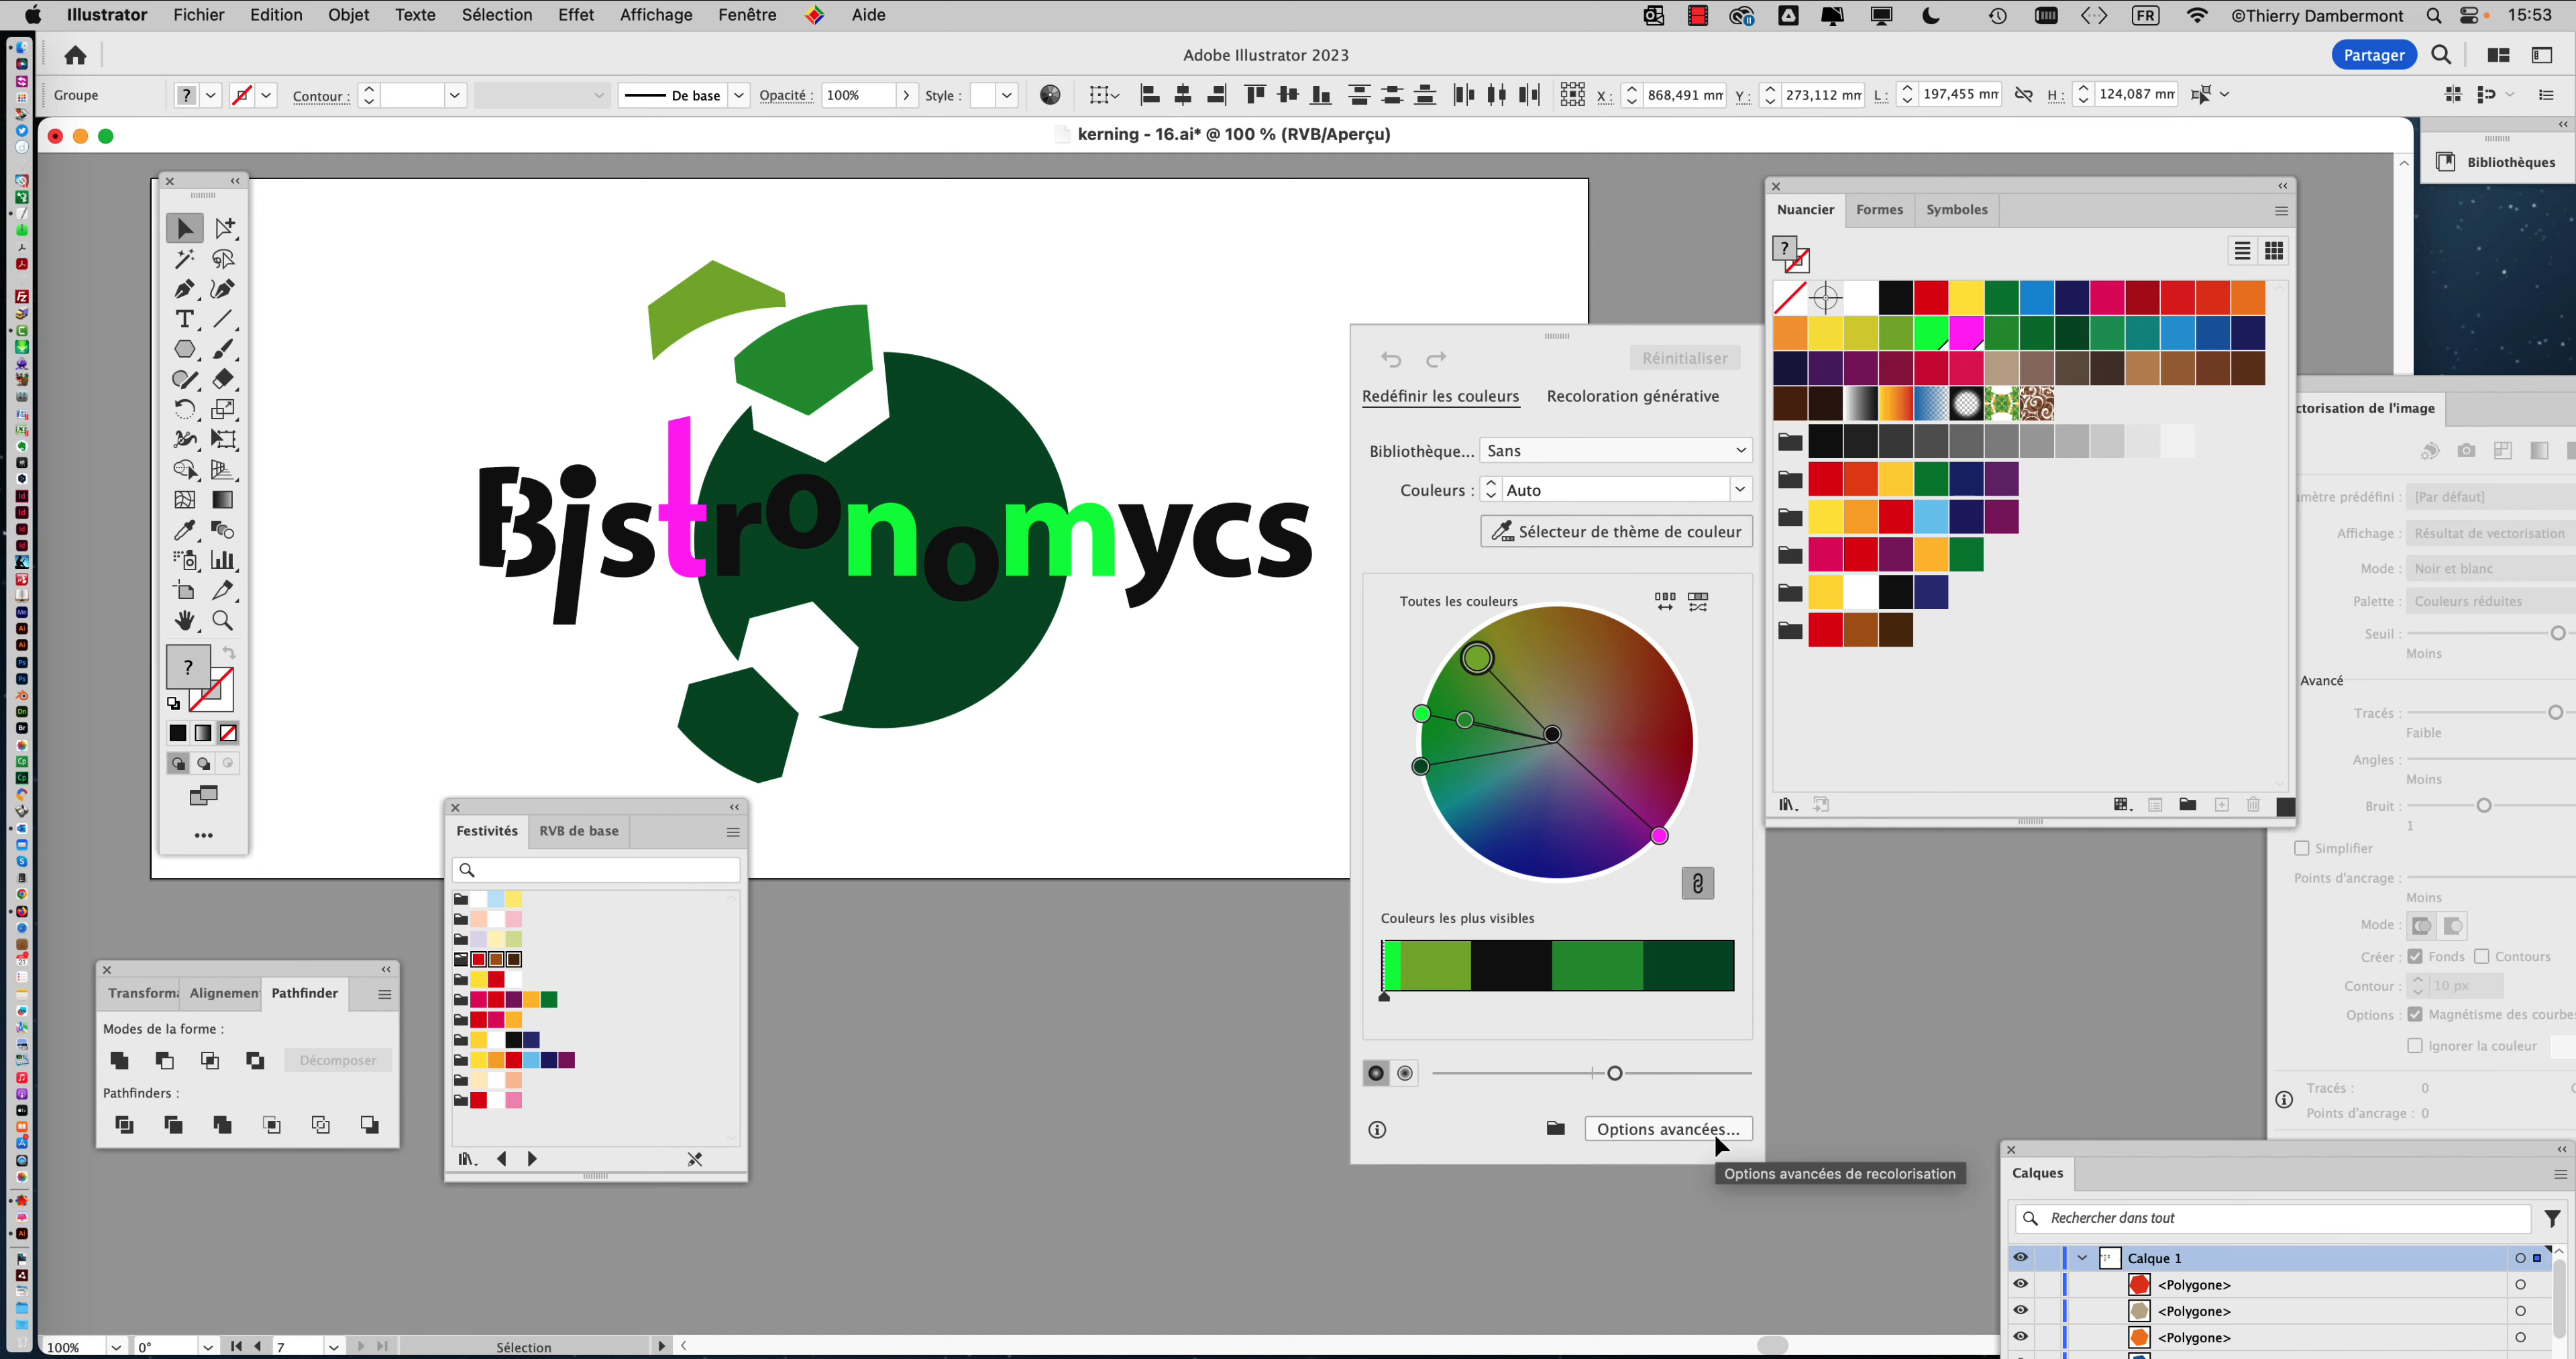 Illustrator Fichier Edition Objet Texte Sélection Effet Affichage Fenêtre Aide FR ©Thierry Dambermont 15:53
Adobe Illustrator 2023
Partager
Groupe ? Contour : De base Opacité : 100% Style : X : 868,491 mm Y : 273,112 mm L : 197,455 mm H : 124,087 mm
kerning - 16.ai* @ 100 % (RVB/Aperçu)
Bibliothèques
Nuancier Formes Symboles
?
Bistronomycs
Réinitialiser
Redéfinir les couleurs Recoloration générative
Bibliothèque... Sans
Couleurs : Auto
Sélecteur de thème de couleur
Toutes les couleurs
Couleurs les plus visibles
Options avancées...
Options avancées de recolorisation
?
Festivités RVB de base
Transforma Alignemen Pathfinder
Modes de la forme :
Décomposer
Pathfinders :
ctorisation de l'image
amètre prédéfini : [Par défaut]
Affichage : Résultat de vectorisation
Mode : Noir et blanc
Palette : Couleurs réduites
Seuil :
Moins
Avancé
Tracés :
Faible
Angles :
Moins
Bruit :
1
Simplifier
Points d'ancrage :
Moins
Mode :
Créer : Fonds Contours
Contour : 10 px
Options : Magnétisme des courbes
Ignorer la couleur
Tracés : 0
Points d'ancrage : 0
Calques
Rechercher dans tout
Calque 1
<Polygone>
<Polygone>
<Polygone>
100% 0° 7 Sélection